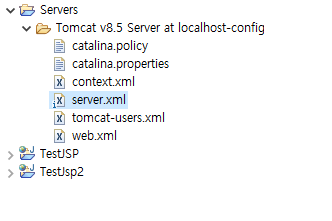 Servers
Tomcat v8.5 Server at localhost-config
catalina.policy
catalina.properties
context.xml
server.xml
tomcat-users.xml
web.xml
TestJSP
TestJsp2